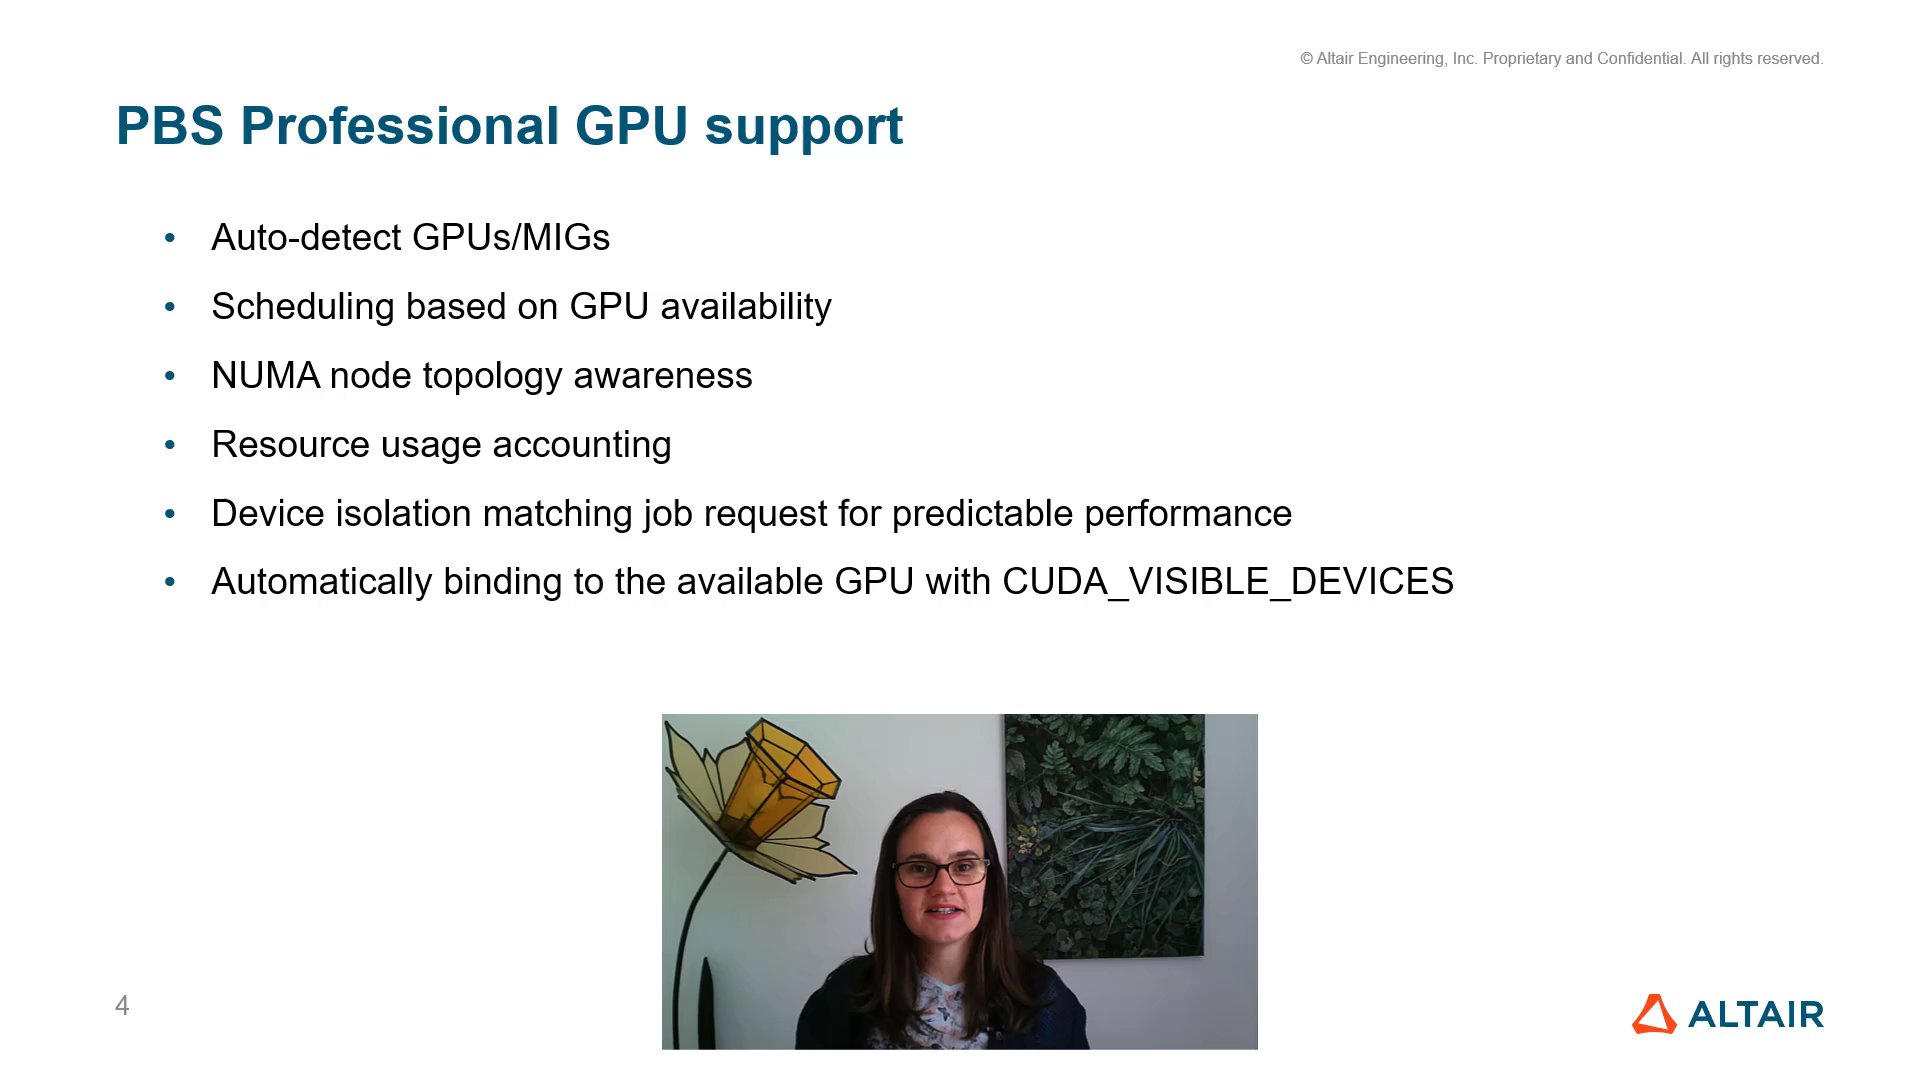 © Altair Engineering, Inc. Proprietary and Confidential. All rights reserved.
PBS Professional GPU support
• Auto-detect GPUs/MIGs
• Scheduling based on GPU availability
• NUMA node topology awareness
• Resource usage accounting
• Device isolation matching job request for predictable performance
• Automatically binding to the available GPU with CUDA_VISIBLE_DEVICES
4
ALTAIR